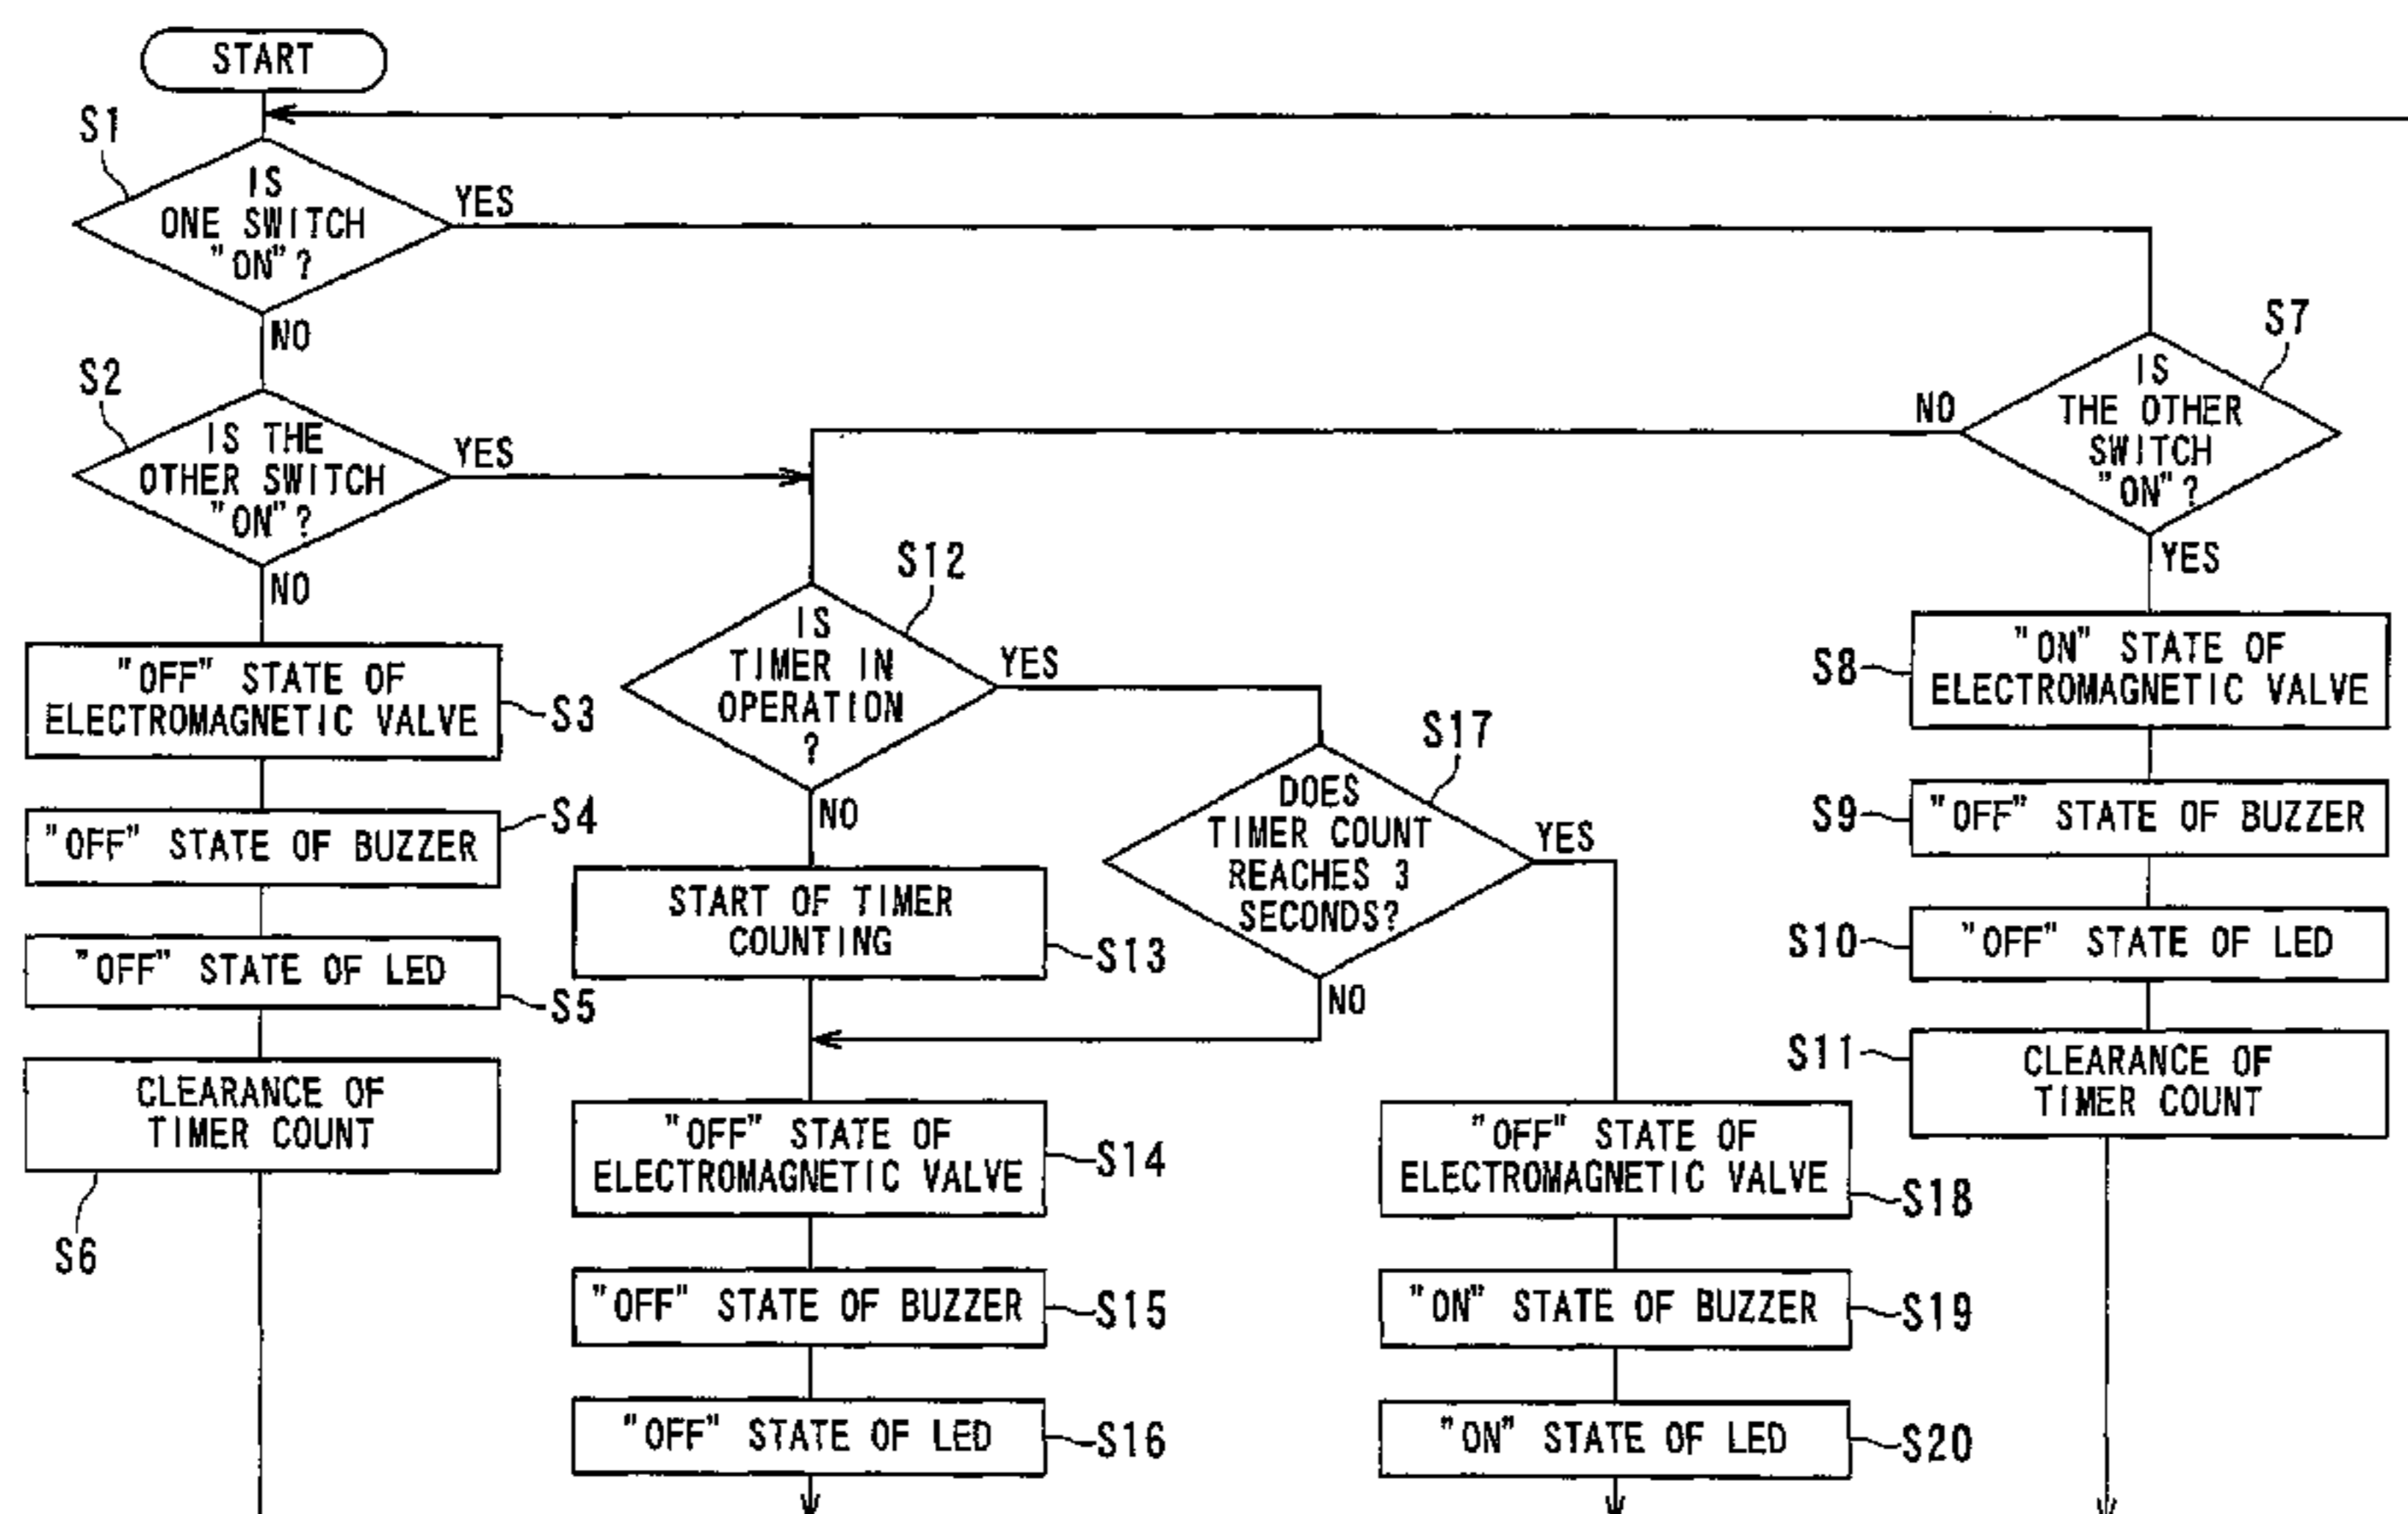 START
S1
IS
ONE SWITCH
"ON"?
YES
NO
S2
IS THE
OTHER SWITCH
"ON"?
YES
NO
"OFF" STATE OF
ELECTROMAGNETIC VALVE
S3
"OFF" STATE OF BUZZER
S4
"OFF" STATE OF LED
S5
CLEARANCE OF
TIMER COUNT
S6
S7
IS
THE OTHER
SWITCH
"ON"?
NO
YES
S8
"ON" STATE OF
ELECTROMAGNETIC VALVE
S9
"OFF" STATE OF BUZZER
S10
"OFF" STATE OF LED
S11
CLEARANCE OF
TIMER COUNT
S12
IS
TIMER IN
OPERATION
?
YES
NO
START OF TIMER
COUNTING
S13
"OFF" STATE OF
ELECTROMAGNETIC VALVE
S14
"OFF" STATE OF BUZZER
S15
"OFF" STATE OF LED
S16
S17
DOES
TIMER COUNT
REACHES 3
SECONDS?
YES
NO
"OFF" STATE OF
ELECTROMAGNETIC VALVE
S18
"ON" STATE OF BUZZER
S19
"ON" STATE OF LED
S20